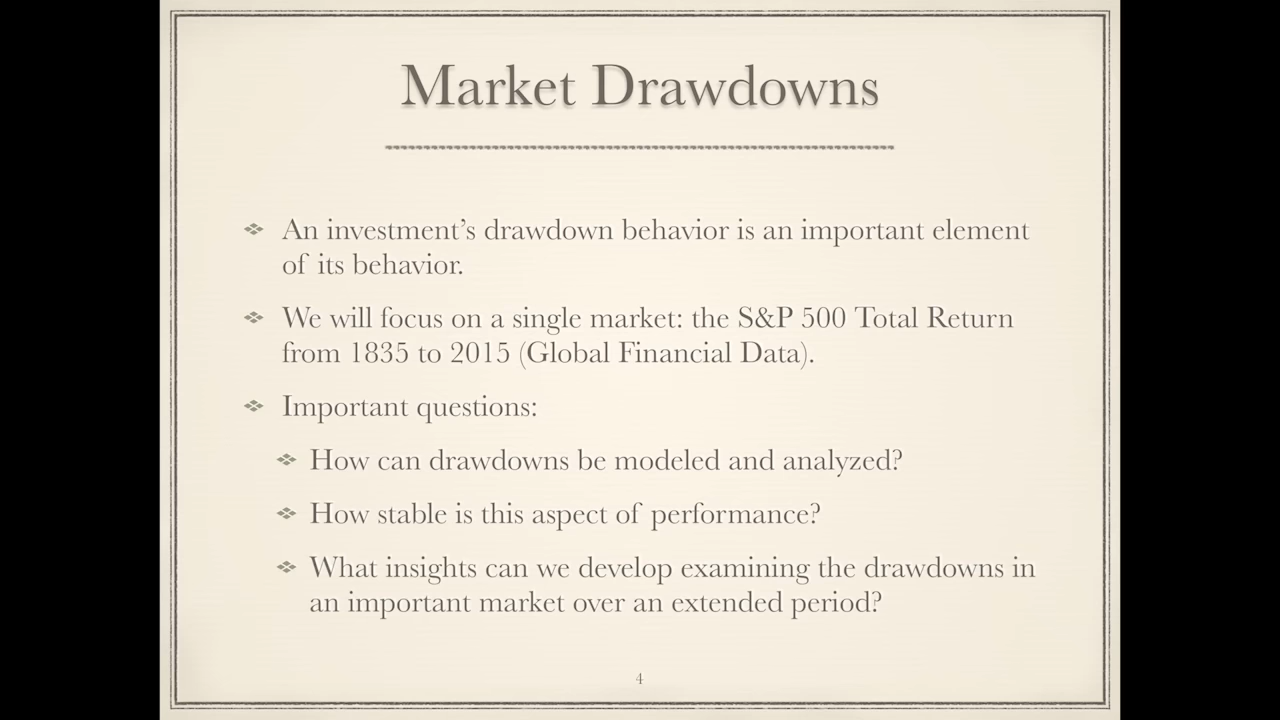 Market Drawdowns
An investment’s drawdown behavior is an important element
of its behavior.
We will focus on a single market: the S&P 500 Total Return
from 1835 to 2015 (Global Financial Data).
Important questions:
How can drawdowns be modeled and analyzed?
How stable is this aspect of performance?
What insights can we develop examining the drawdowns in
an important market over an extended period?
4